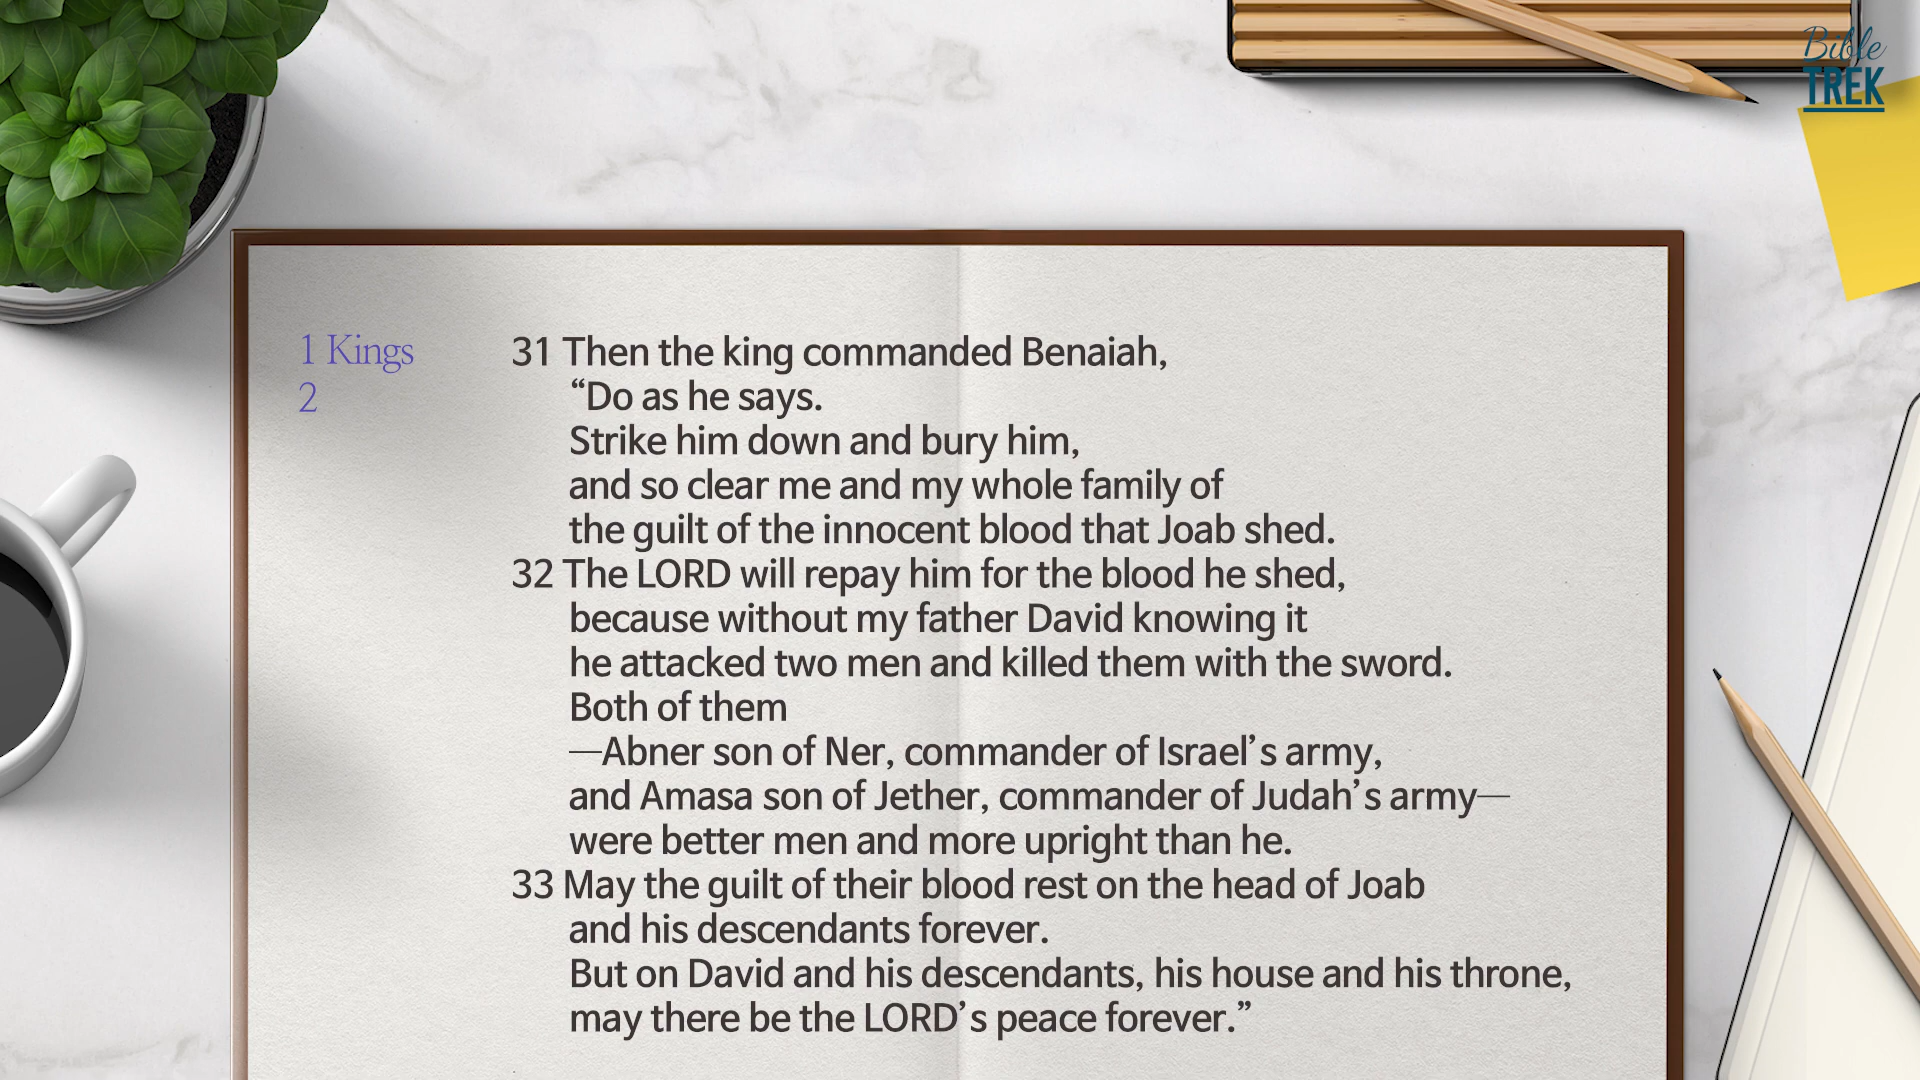 Bible
TREK
1 Kings
2
31 Then the king commanded Benaiah,
“Do as he says.
Strike him down and bury him,
and so clear me and my whole family of
the guilt of the innocent blood that Joab shed.
32 The LORD will repay him for the blood he shed,
because without my father David knowing it
he attacked two men and killed them with the sword.
Both of them
—Abner son of Ner, commander of Israel’s army,
and Amasa son of Jether, commander of Judah’s army—
were better men and more upright than he.
33 May the guilt of their blood rest on the head of Joab
and his descendants forever.
But on David and his descendants, his house and his throne,
may there be the LORD’s peace forever.”